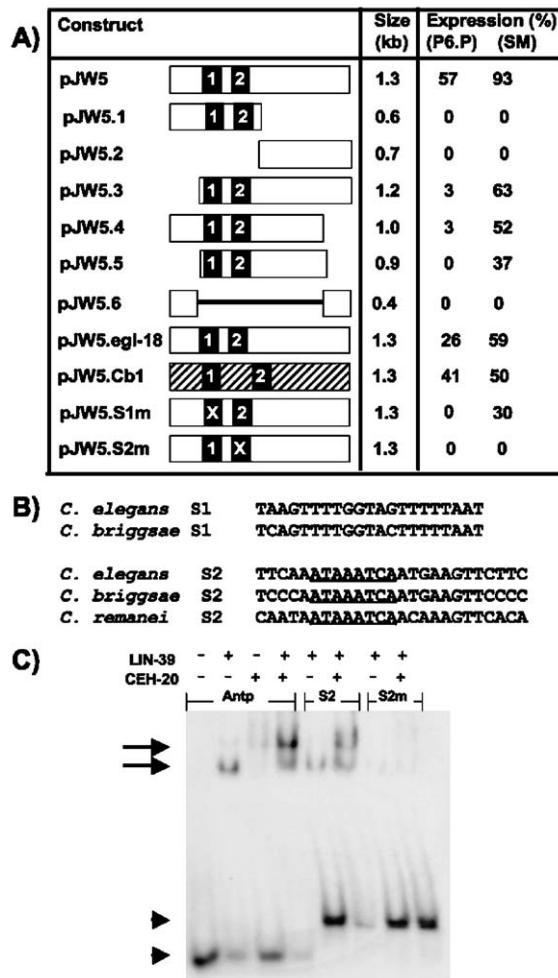 A)
Construct Size (kb) Expression (%) (P6.P) (SM)
pJW5 1 2 1.3 57 93
pJW5.1 1 2 0.6 0 0
pJW5.2 0.7 0 0
pJW5.3 1 2 1.2 3 63
pJW5.4 1 2 1.0 3 52
pJW5.5 1 2 0.9 0 37
pJW5.6 0.4 0 0
pJW5.egl-18 1 2 1.3 26 59
pJW5.Cb1 1 2 1.3 41 50
pJW5.S1m X 2 1.3 0 30
pJW5.S2m 1 X 1.3 0 0
B)
C. elegans S1 TAAGTTTTGGTAGTTTTTAAT
C. briggsae S1 TCAGTTTTGGTACTTTTTAAT
C. elegans S2 TTCAAATAAATCAATGAAGTTCTTC
C. briggsae S2 TCCCAATAAATCAATGAAGTTCCCC
C. remanei S2 CAATAATAAATCAACAAAGTTCACA
C)
LIN-39 - + - + + + + +
CEH-20 - - + + - + - +
Antp S2 S2m